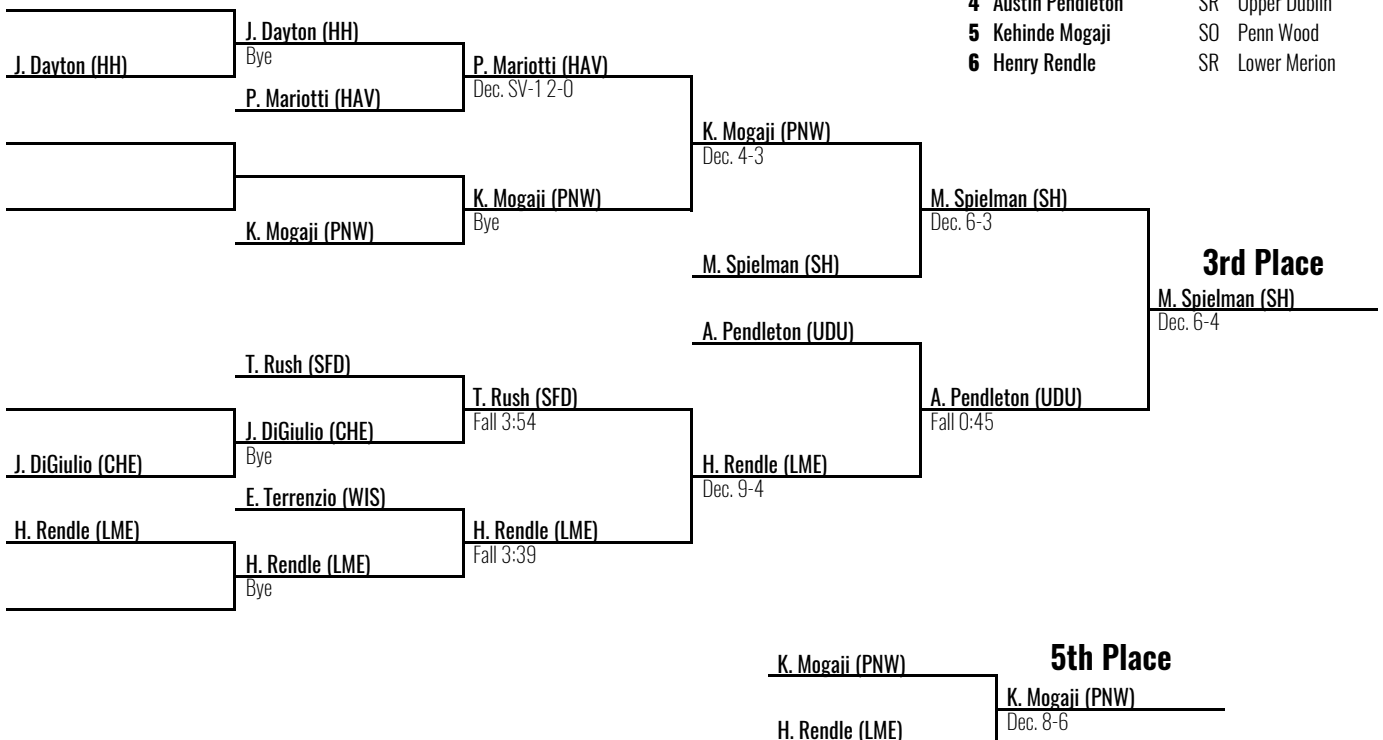 4 Austin Pendleton SR Upper Dublin
5 Kehinde Mogaji SO Penn Wood
6 Henry Rendle SR Lower Merion
J. Dayton (HH)
J. Dayton (HH)
Bye
P. Mariotti (HAV)
P. Mariotti (HAV)
Dec. SV-1 2-0
K. Mogaji (PNW)
K. Mogaji (PNW)
Bye
K. Mogaji (PNW)
Dec. 4-3
M. Spielman (SH)
M. Spielman (SH)
Dec. 6-3
3rd Place
M. Spielman (SH)
Dec. 6-4
A. Pendleton (UDU)
A. Pendleton (UDU)
Fall 0:45
T. Rush (SFD)
T. Rush (SFD)
Fall 3:54
J. DiGiulio (CHE)
J. DiGiulio (CHE)
Bye
H. Rendle (LME)
Dec. 9-4
E. Terrenzio (WIS)
H. Rendle (LME)
H. Rendle (LME)
Fall 3:39
H. Rendle (LME)
Bye
5th Place
K. Mogaji (PNW)
K. Mogaji (PNW)
Dec. 8-6
H. Rendle (LME)